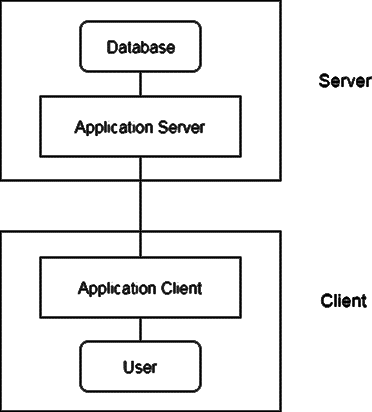 Database
Server
Application Server
Application Client
Client
User